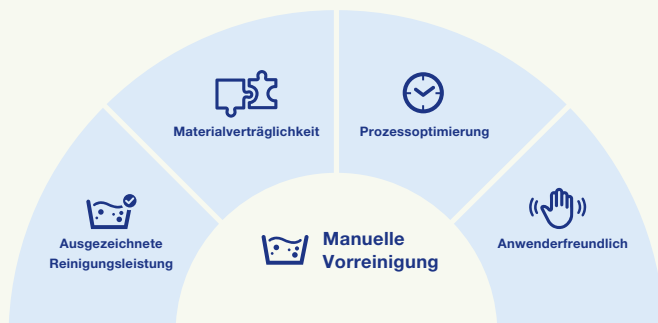 Materialverträglichkeit
Prozessoptimierung
Ausgezeichnete
Reinigungsleistung
Manuelle
Vorreinigung
Anwenderfreundlich